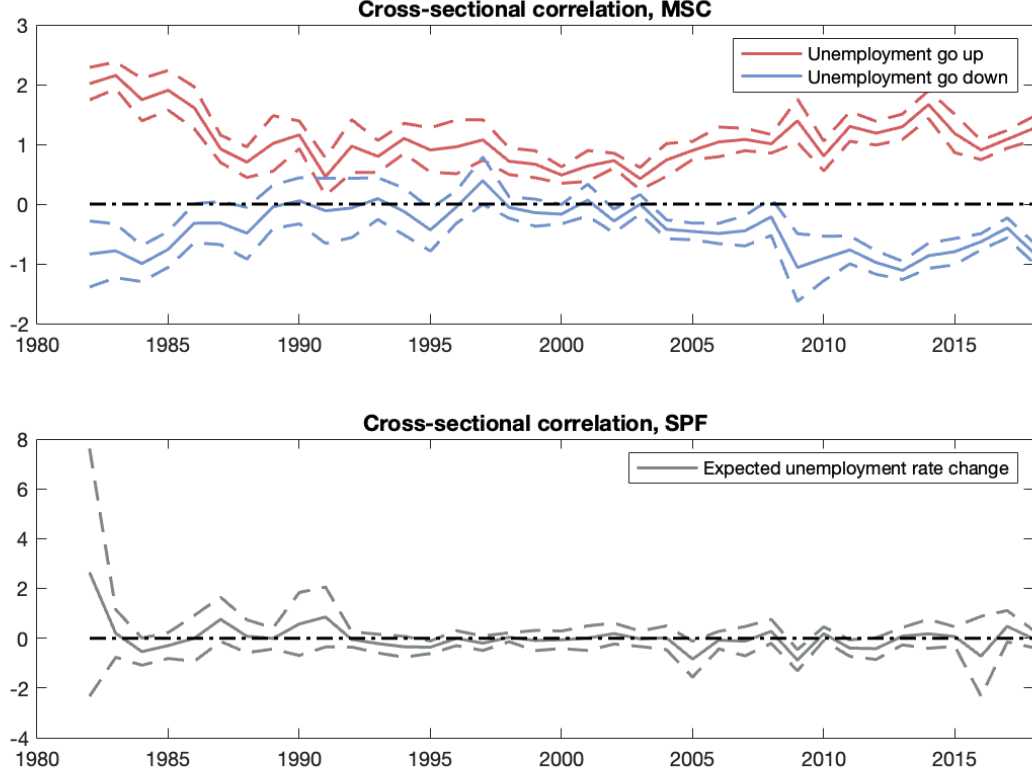 Cross-sectional correlation, MSC
3
2
1
0
-1
-2
Unemployment go up
Unemployment go down
1980 1985 1990 1995 2000 2005 2010 2015
Cross-sectional correlation, SPF
8
6
4
2
0
-2
-4
Expected unemployment rate change
1980 1985 1990 1995 2000 2005 2010 2015